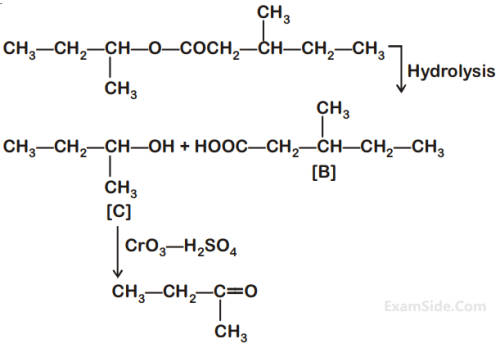 CH₃
CH₃—CH₂—CH—O—COCH₂—CH—CH₂—CH₃
CH₃
Hydrolysis
CH₃
CH₃—CH₂—CH—OH + HOOC—CH₂—CH—CH₂—CH₃
CH₃
[B]
[C]
CrO₃—H₂SO₄
CH₃—CH₂—C=O
CH₃
ExamSide.Com